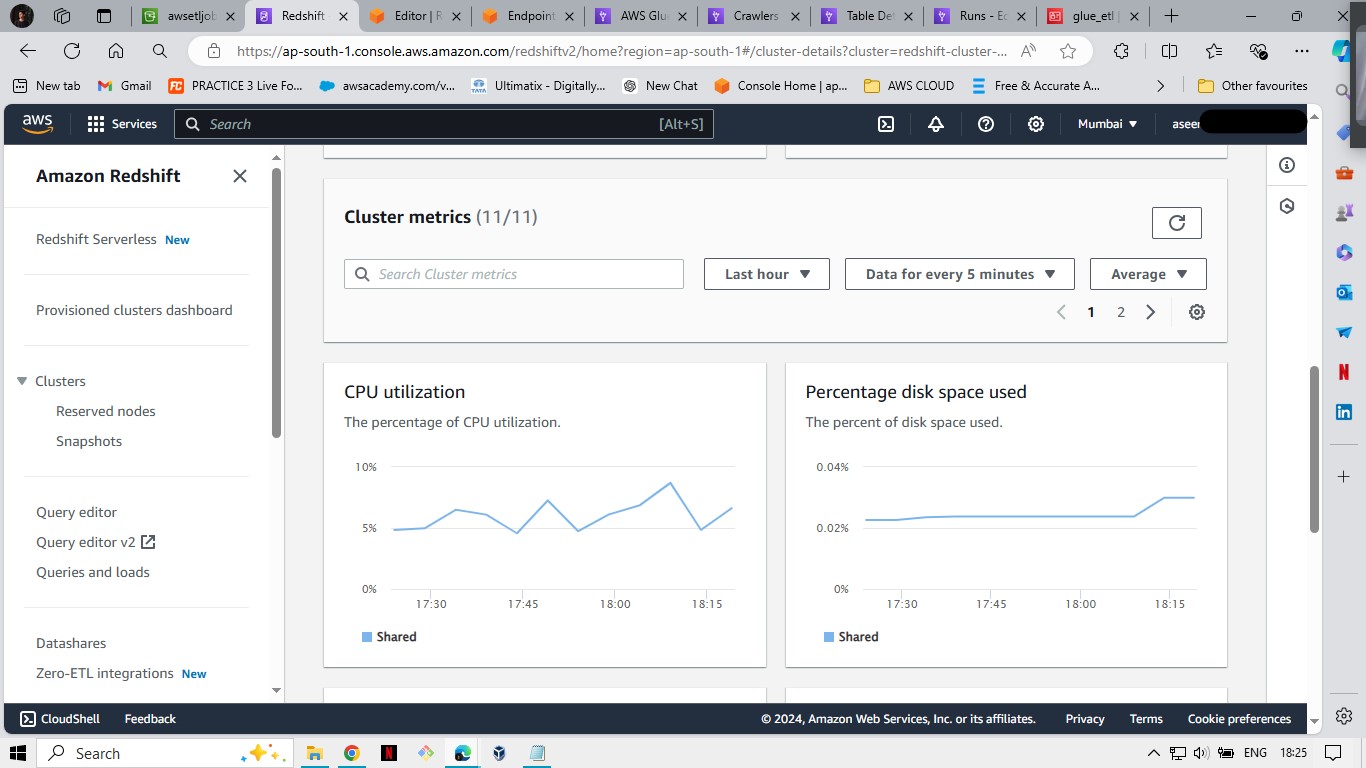 awsetljob
Redshift
Editor | R
Endpoint
AWS Glu
Crawlers
Table Det
Runs - Ed
glue_etl |
https://ap-south-1.console.aws.amazon.com/redshiftv2/home?region=ap-south-1#/cluster-details?cluster=redshift-cluster-...
New tab
Gmail
PRACTICE 3 Live Fo...
awsacademy.com/v...
Ultimatix - Digitally...
New Chat
Console Home | ap...
AWS CLOUD
Free & Accurate A...
Other favourites
aws
Services
Search
[Alt+S]
Mumbai
aseer
Amazon Redshift
Redshift Serverless New
Provisioned clusters dashboard
Clusters
Reserved nodes
Snapshots
Query editor
Query editor v2
Queries and loads
Datashares
Zero-ETL integrations New
Cluster metrics (11/11)
Search Cluster metrics
Last hour
Data for every 5 minutes
Average
1
2
CPU utilization
The percentage of CPU utilization.
10%
5%
0%
17:30
17:45
18:00
18:15
Shared
Percentage disk space used
The percent of disk space used.
0.04%
0.02%
0%
17:30
17:45
18:00
18:15
Shared
CloudShell
Feedback
© 2024, Amazon Web Services, Inc. or its affiliates.
Privacy
Terms
Cookie preferences
Search
ENG
18:25